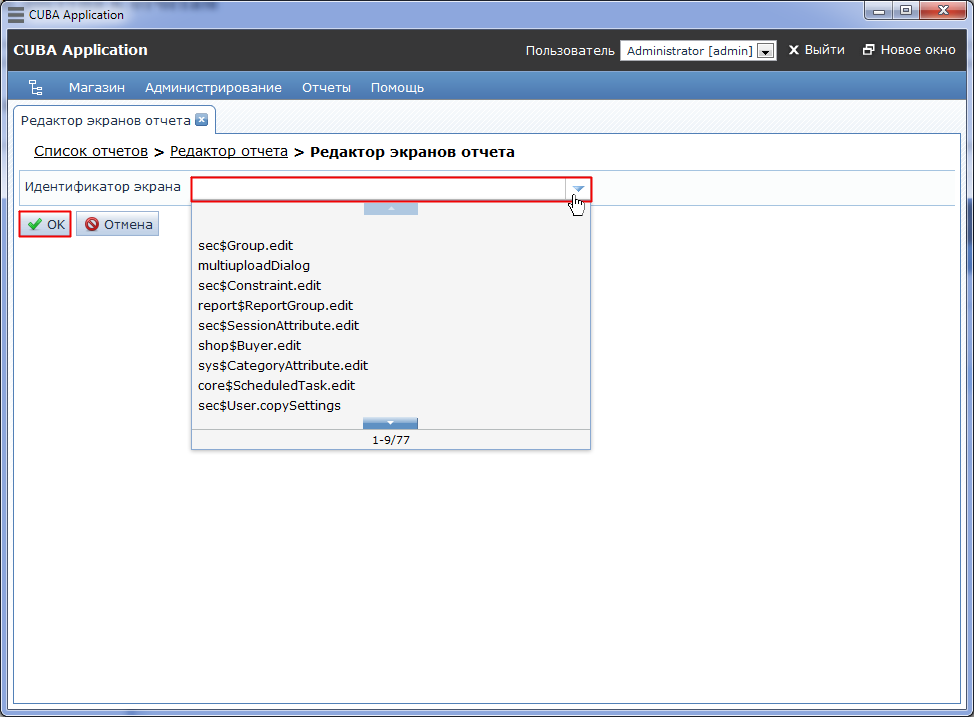 CUBA Application
CUBA Application
Пользователь Administrator [admin] Выйти Новое окно
Магазин Администрирование Отчеты Помощь
Редактор экранов отчета
Список отчетов > Редактор отчета > Редактор экранов отчета
Идентификатор экрана
OK Отмена
sec$Group.edit
multiuploadDialog
sec$Constraint.edit
report$ReportGroup.edit
sec$SessionAttribute.edit
shop$Buyer.edit
sys$CategoryAttribute.edit
core$ScheduledTask.edit
sec$User.copySettings
1-9/77